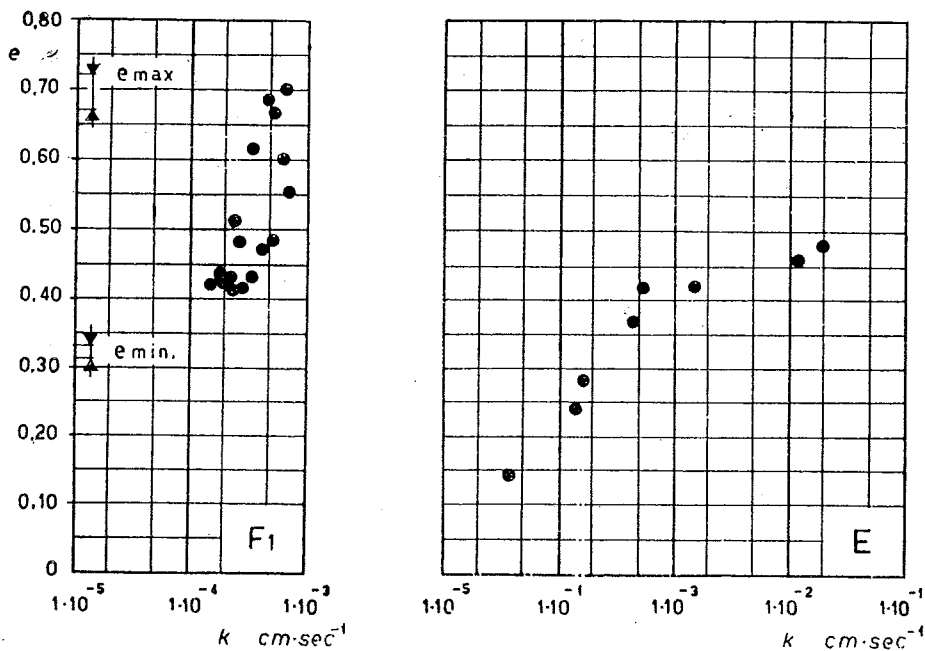 0,80
e
e max
0,70
0,60
0,50
0,40
e min.
0,30
0,20
0,10
0
F1
E
1·10⁻⁵ 1·10⁻⁴ 1·10⁻³
k cm·sec⁻¹
1·10⁻⁵ 1·10⁻¹ 1·10⁻³ 1·10⁻² 1·10⁻¹
k cm·sec⁻¹